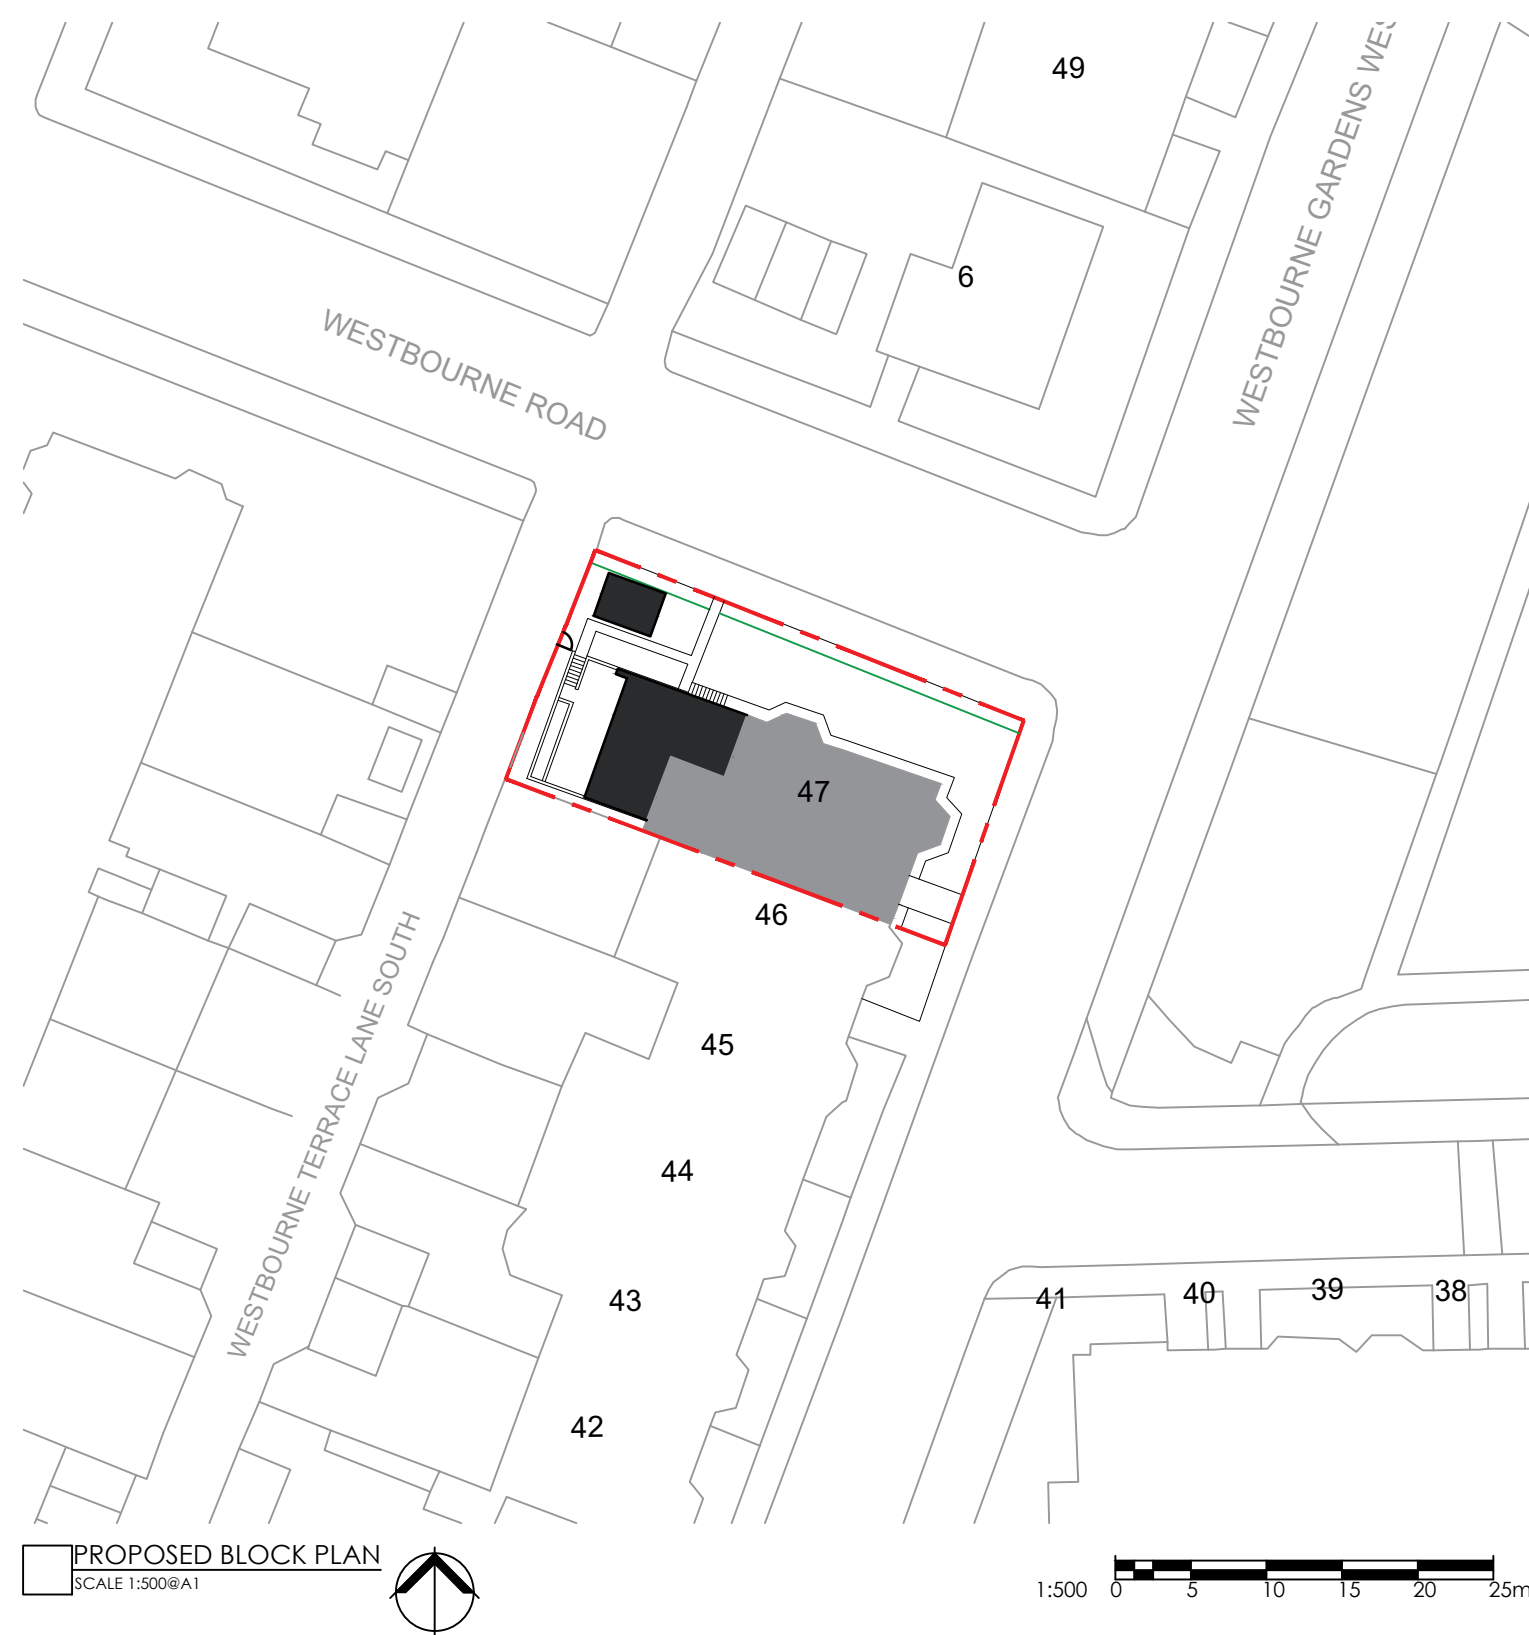 49
WESTBOURNE GARDENS WES
6
WESTBOURNE ROAD
47
46
WESTBOURNE TERRACE LANE SOUTH
45
44
43
41
40
39
38
42
PROPOSED BLOCK PLAN
SCALE 1:500@A1
1:500
0 5 10 15 20 25m